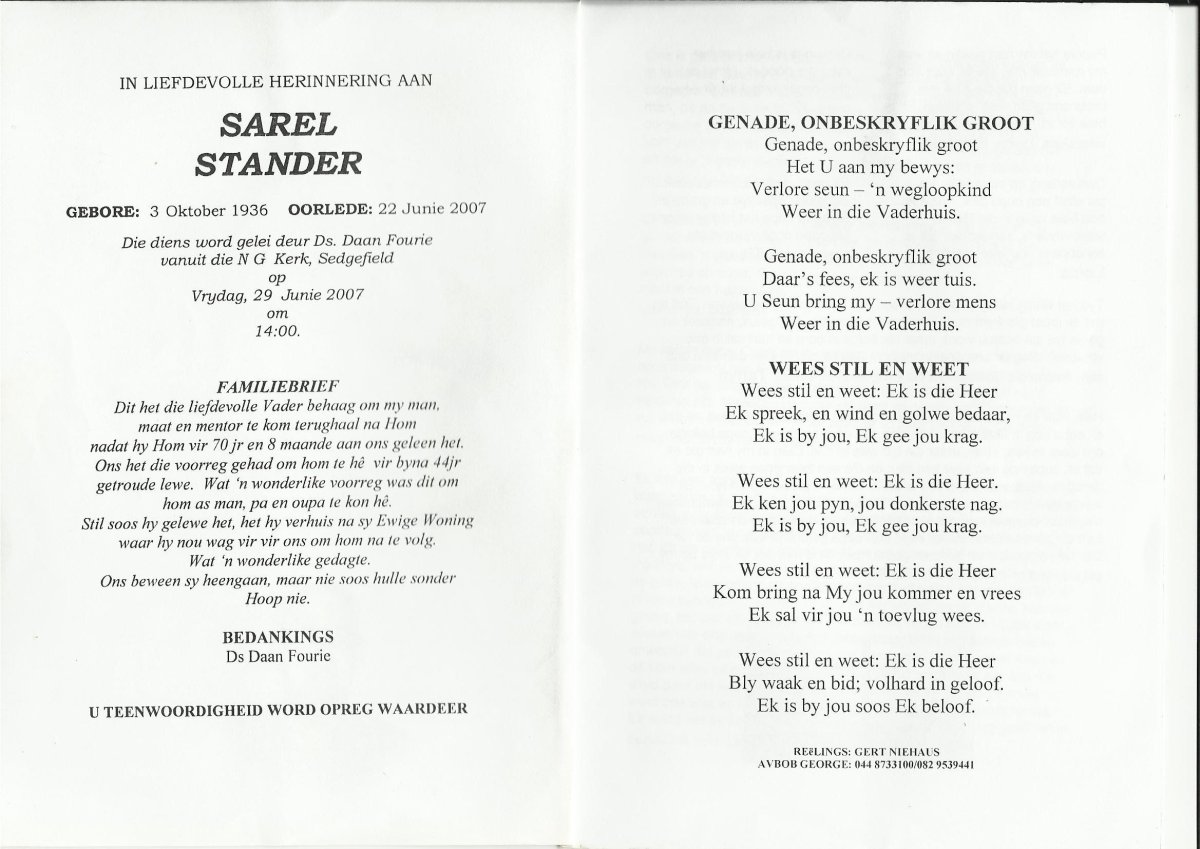 IN LIEFDEVOLLE HERINNERING AAN
SAREL
STANDER
GEBORE: 3 Oktober 1936 OORLEDE: 22 Junie 2007
Die diens word gelei deur Ds. Daan Fourie
vanuit die N G Kerk, Sedgefield
op
Vrydag, 29 Junie 2007
om
14:00.
FAMILIEBRIEF
Dit het die liefdevolle Vader behaag om my man,
maat en mentor te kom terughaal na Hom
nadat hy Hom vir 70 jr en 8 maande aan ons geleen het.
Ons het die voorreg gehad om hom te hê vir byna 44jr
getroude lewe. Wat ‘n wonderlike voorreg was dit om
hom as man, pa en oupa te kon hê.
Stil soos hy gelewe het, het hy verhuis na sy Ewige Woning
waar hy nou wag vir vir ons om hom na te volg.
Wat ‘n wonderlike gedagte.
Ons beween sy heengaan, maar nie soos hulle sonder
Hoop nie.
BEDANKINGS
Ds Daan Fourie
U TEENWOORDIGHEID WORD OPREG WAARDEER
GENADE, ONBESKRYFLIK GROOT
Genade, onbeskryflik groot
Het U aan my bewys:
Verlore seun – ‘n wegloopkind
Weer in die Vaderhuis.
Genade, onbeskryflik groot
Daar’s fees, ek is weer tuis.
U Seun bring my – verlore mens
Weer in die Vaderhuis.
WEES STIL EN WEET
Wees stil en weet: Ek is die Heer
Ek spreek, en wind en golwe bedaar,
Ek is by jou, Ek gee jou krag.
Wees stil en weet: Ek is die Heer.
Ek ken jou pyn, jou donkerste nag.
Ek is by jou, Ek gee jou krag.
Wees stil en weet: Ek is die Heer
Kom bring na My jou kommer en vrees
Ek sal vir jou ‘n toevlug wees.
Wees stil en weet: Ek is die Heer
Bly waak en bid; volhard in geloof.
Ek is by jou soos Ek beloof.
REëLINGS: GERT NIEHAUS
AVBOB GEORGE: 044 8733100/082 9539441